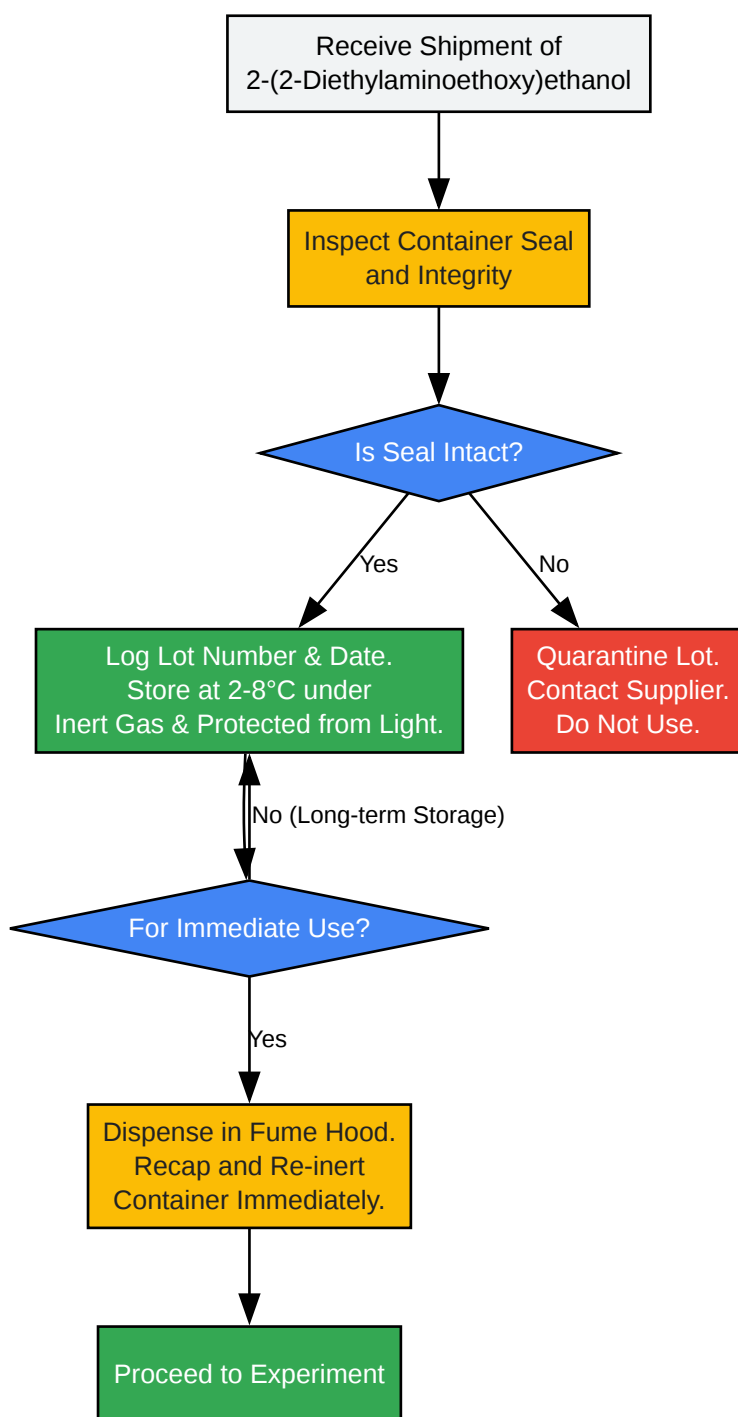 Receive Shipment of
2-(2-Diethylaminoethoxy)ethanol
Inspect Container Seal
and Integrity
Is Seal Intact?
Yes
No
Log Lot Number & Date.
Store at 2-8°C under
Inert Gas & Protected from Light.
Quarantine Lot.
Contact Supplier.
Do Not Use.
No (Long-term Storage)
For Immediate Use?
Yes
Dispense in Fume Hood.
Recap and Re-inert
Container Immediately.
Proceed to Experiment